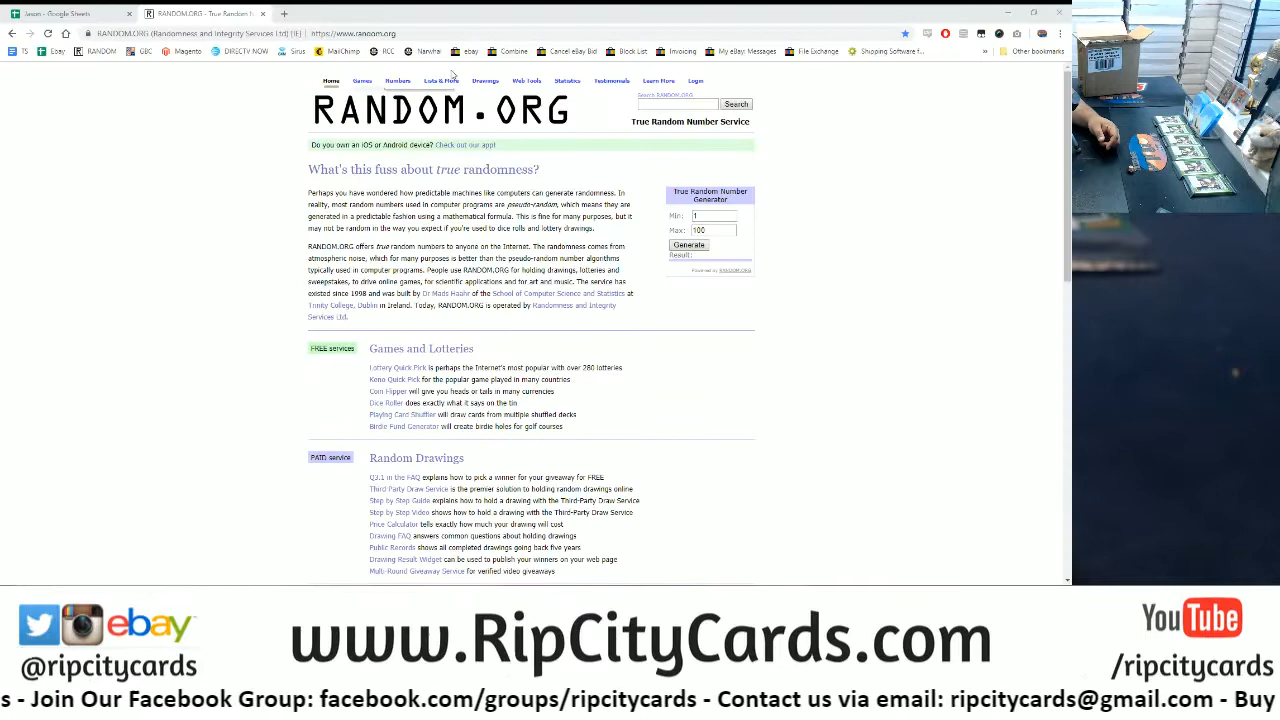 Jason - Google Sheets
RANDOM.ORG - True Random N
RANDOM.ORG (Randomness and Integrity Services Ltd) [IE] | https://www.random.org
TS Ebay RANDOM GBC Magento DIRECTV NOW Sirius MailChimp RCC Narwhal ebay Combine Cancel eBay Bid Block List Invoicing My eBay: Messages File Exchange Shipping Software f » Other bookmarks
Home Games Numbers Lists & More Drawings Web Tools Statistics Testimonials Learn More Login
RANDOM.ORG
Search RANDOM.ORG
Search
True Random Number Service
Do you own an iOS or Android device? Check out our app!
What's this fuss about true randomness?
Perhaps you have wondered how predictable machines like computers can generate randomness. In
reality, most random numbers used in computer programs are pseudo-random, which means they are
generated in a predictable fashion using a mathematical formula. This is fine for many purposes, but it
may not be random in the way you expect if you're used to dice rolls and lottery drawings.
RANDOM.ORG offers true random numbers to anyone on the Internet. The randomness comes from
atmospheric noise, which for many purposes is better than the pseudo-random number algorithms
typically used in computer programs. People use RANDOM.ORG for holding drawings, lotteries and
sweepstakes, to drive online games, for scientific applications and for art and music. The service has
existed since 1998 and was built by Dr Mads Haahr of the School of Computer Science and Statistics at
Trinity College, Dublin in Ireland. Today, RANDOM.ORG is operated by Randomness and Integrity
Services Ltd.
True Random Number
Generator
Min: 1
Max: 100
Generate
Result:
Powered by RANDOM.ORG
FREE services
Games and Lotteries
Lottery Quick Pick is perhaps the Internet's most popular with over 280 lotteries
Keno Quick Pick for the popular game played in many countries
Coin Flipper will give you heads or tails in many currencies
Dice Roller does exactly what it says on the tin
Playing Card Shuffler will draw cards from multiple shuffled decks
Birdie Fund Generator will create birdie holes for golf courses
PAID service
Random Drawings
Q3.1 in the FAQ explains how to pick a winner for your giveaway for FREE
Third-Party Draw Service is the premier solution to holding random drawings online
Step by Step Guide explains how to hold a drawing with the Third-Party Draw Service
Step by Step Video shows how to hold a drawing with the Third-Party Draw Service
Price Calculator tells exactly how much your drawing will cost
Drawing FAQ answers common questions about holding drawings
Public Records shows all completed drawings going back five years
Drawing Result Widget can be used to publish your winners on your web page
Multi-Round Giveaway Service for verified video giveaways
ebay
@ripcitycards
www.RipCityCards.com
YouTube
/ripcitycards
s - Join Our Facebook Group: facebook.com/groups/ripcitycards - Contact us via email: ripcitycards@gmail.com - Buy